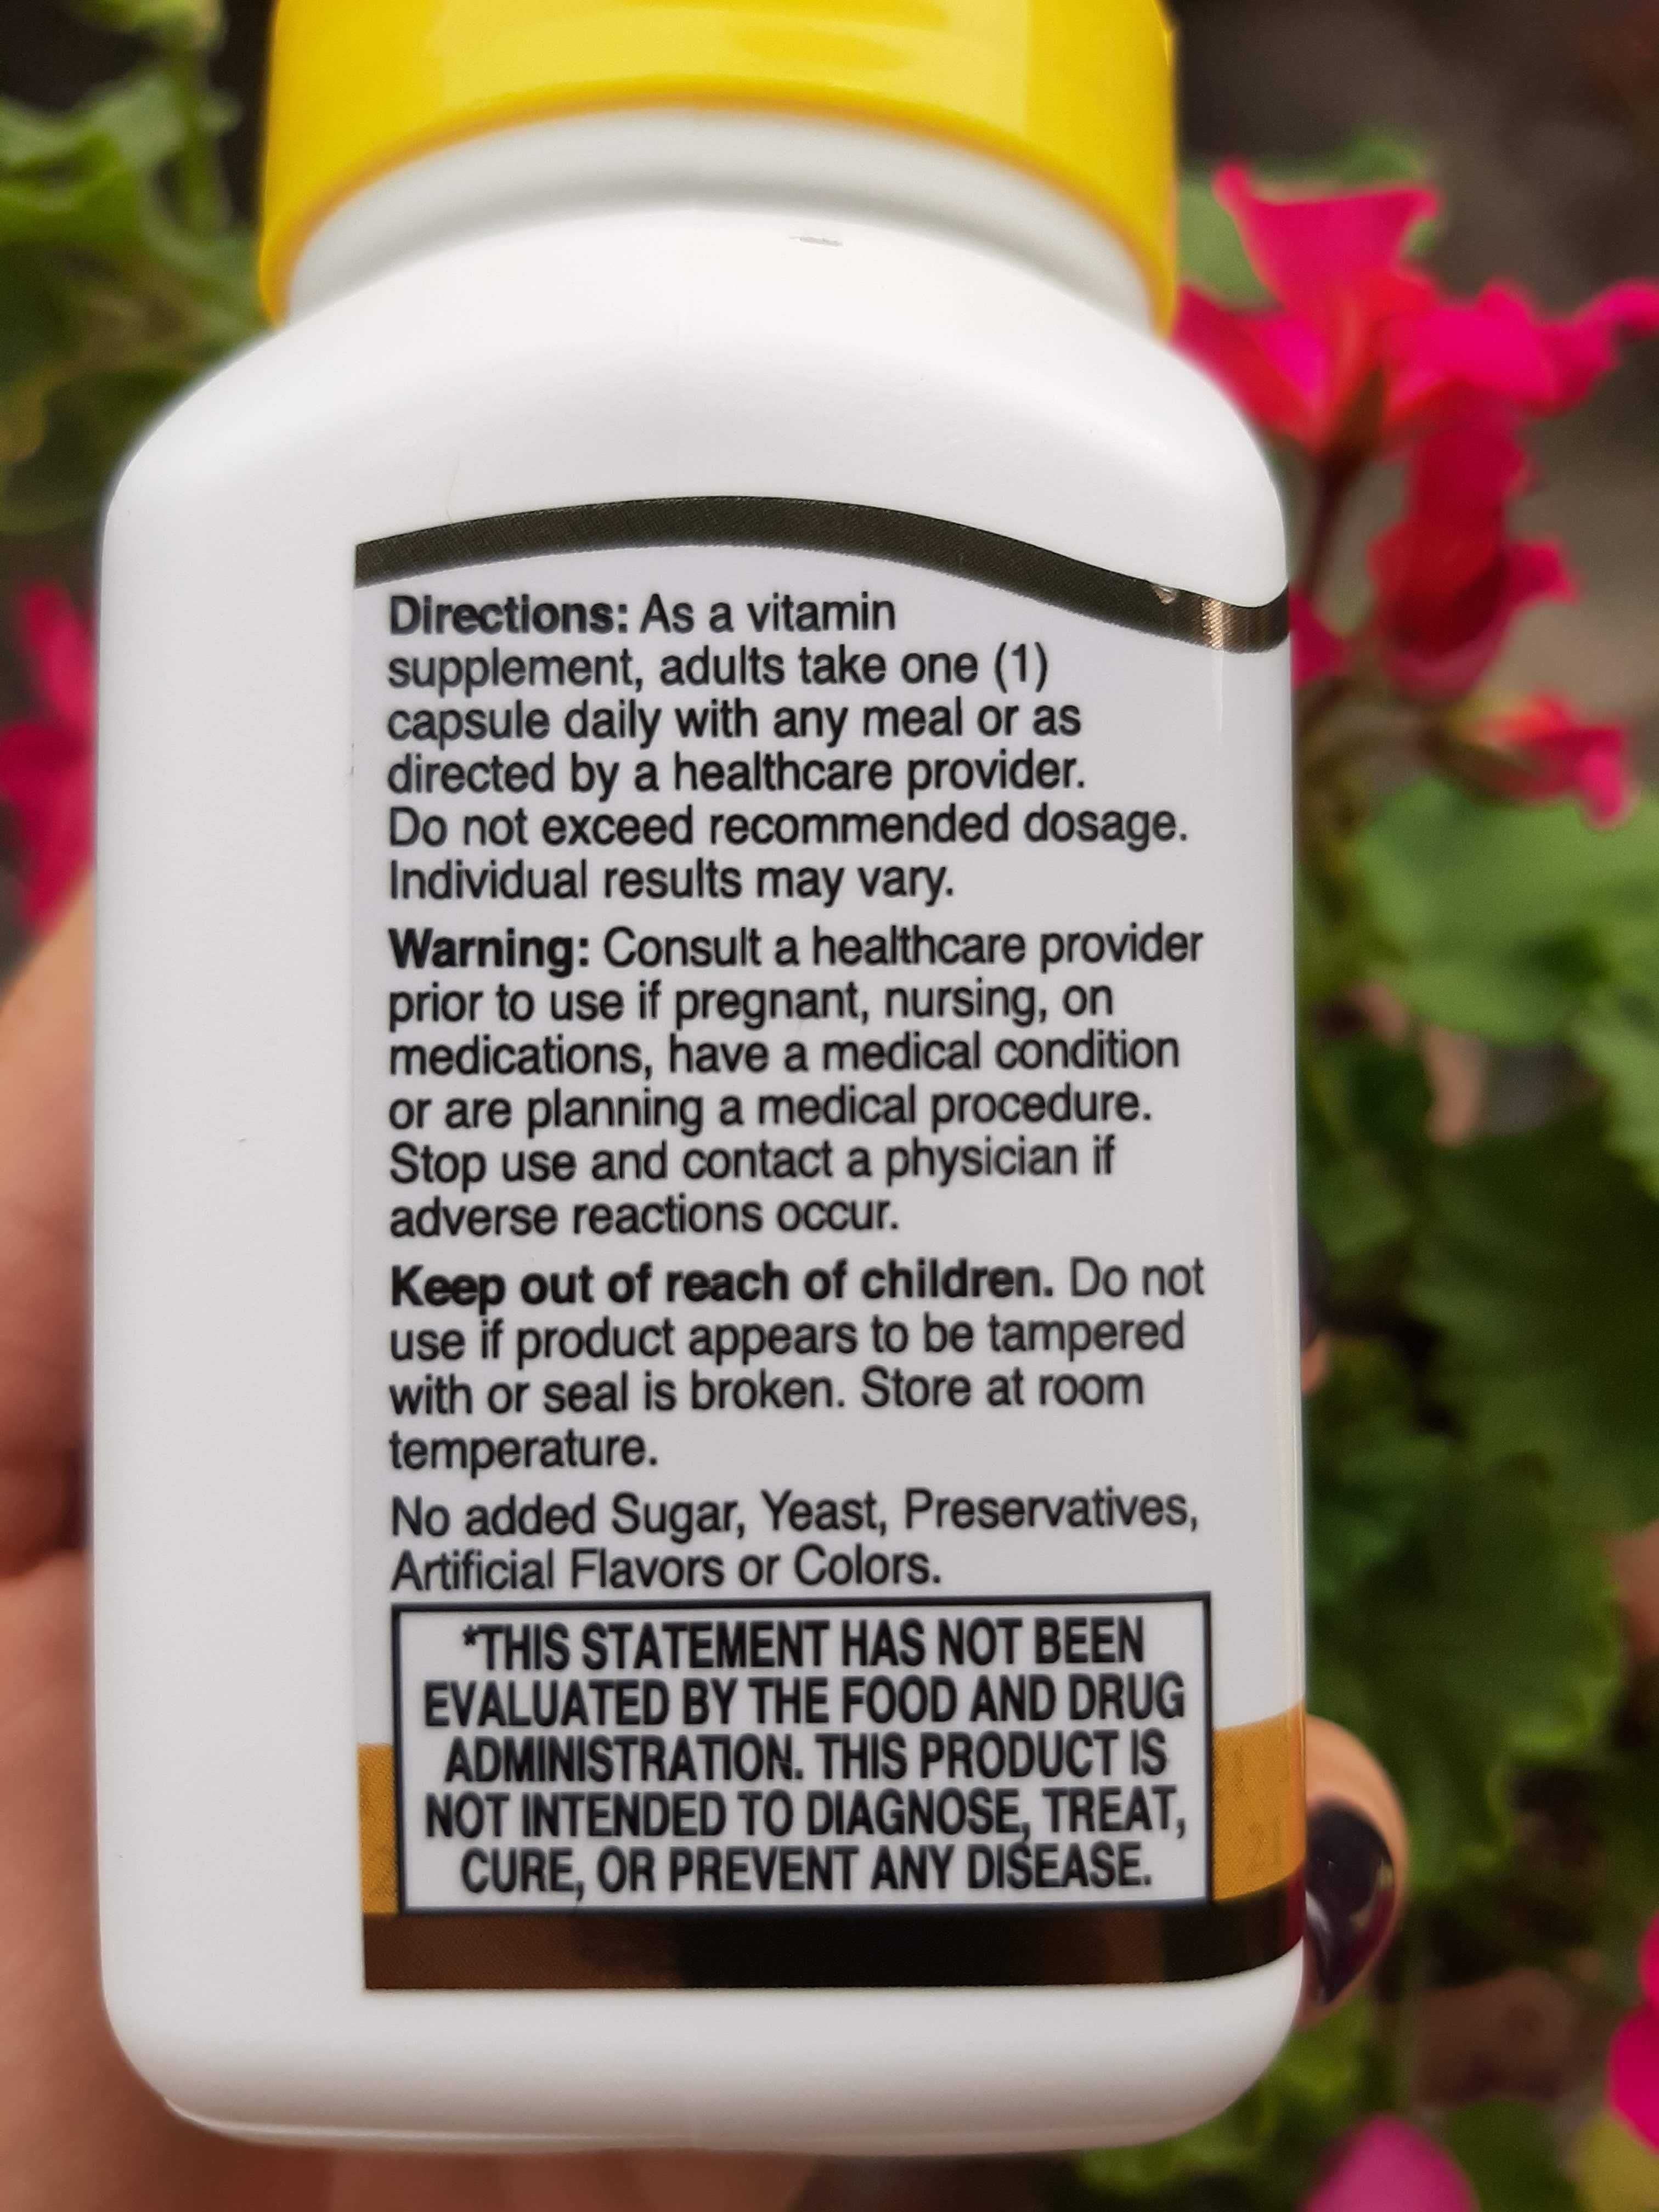 Directions: As a vitamin
supplement, adults take one (1)
capsule daily with any meal or as
directed by a healthcare provider.
Do not exceed recommended dosage.
Individual results may vary.
Warning: Consult a healthcare provider
prior to use if pregnant, nursing, on
medications, have a medical condition
or are planning a medical procedure.
Stop use and contact a physician if
adverse reactions occur.
Keep out of reach of children. Do not
use if product appears to be tampered
with or seal is broken. Store at room
temperature.
No added Sugar, Yeast, Preservatives,
Artificial Flavors or Colors.
*THIS STATEMENT HAS NOT BEEN
EVALUATED BY THE FOOD AND DRUG
ADMINISTRATION. THIS PRODUCT IS
NOT INTENDED TO DIAGNOSE, TREAT,
CURE, OR PREVENT ANY DISEASE.